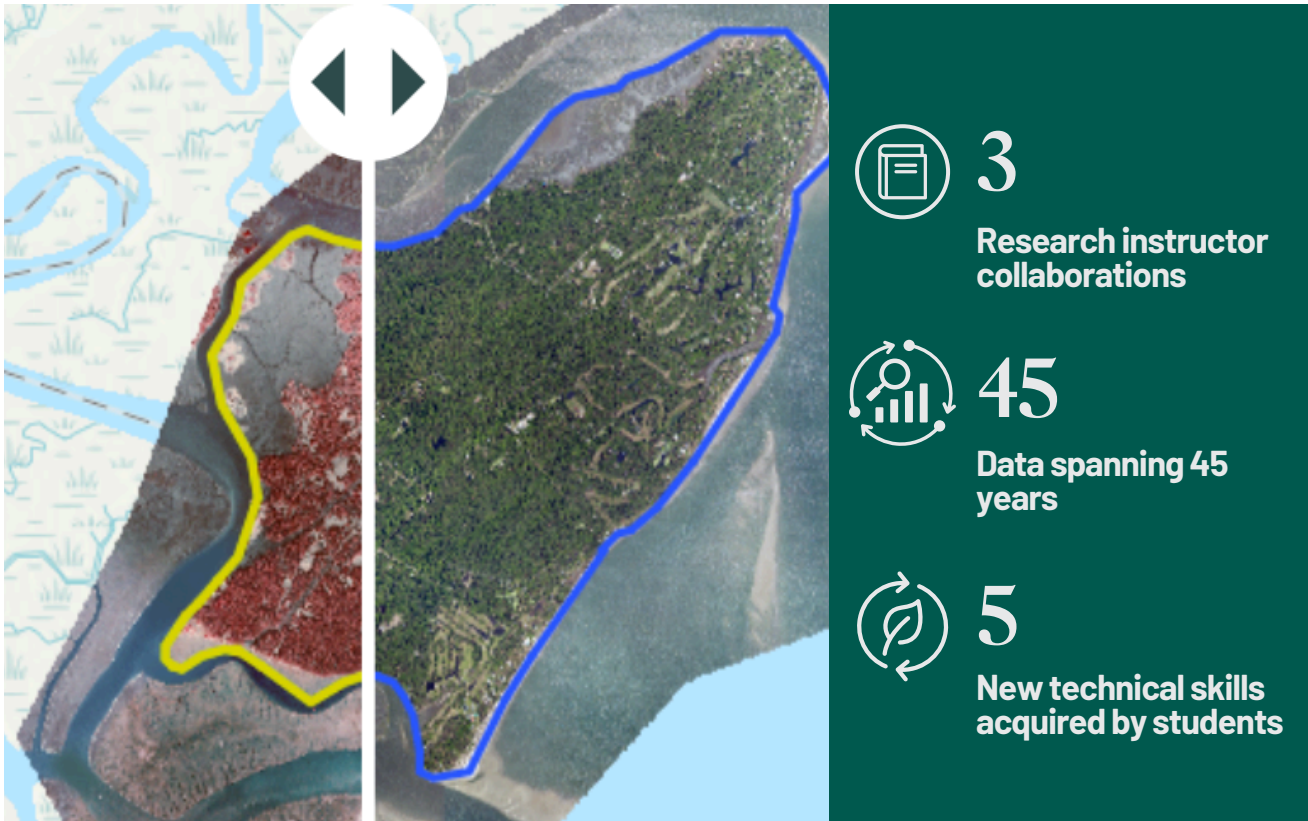 3
Research instructor
collaborations
45
Data spanning 45
years
5
New technical skills
acquired by students